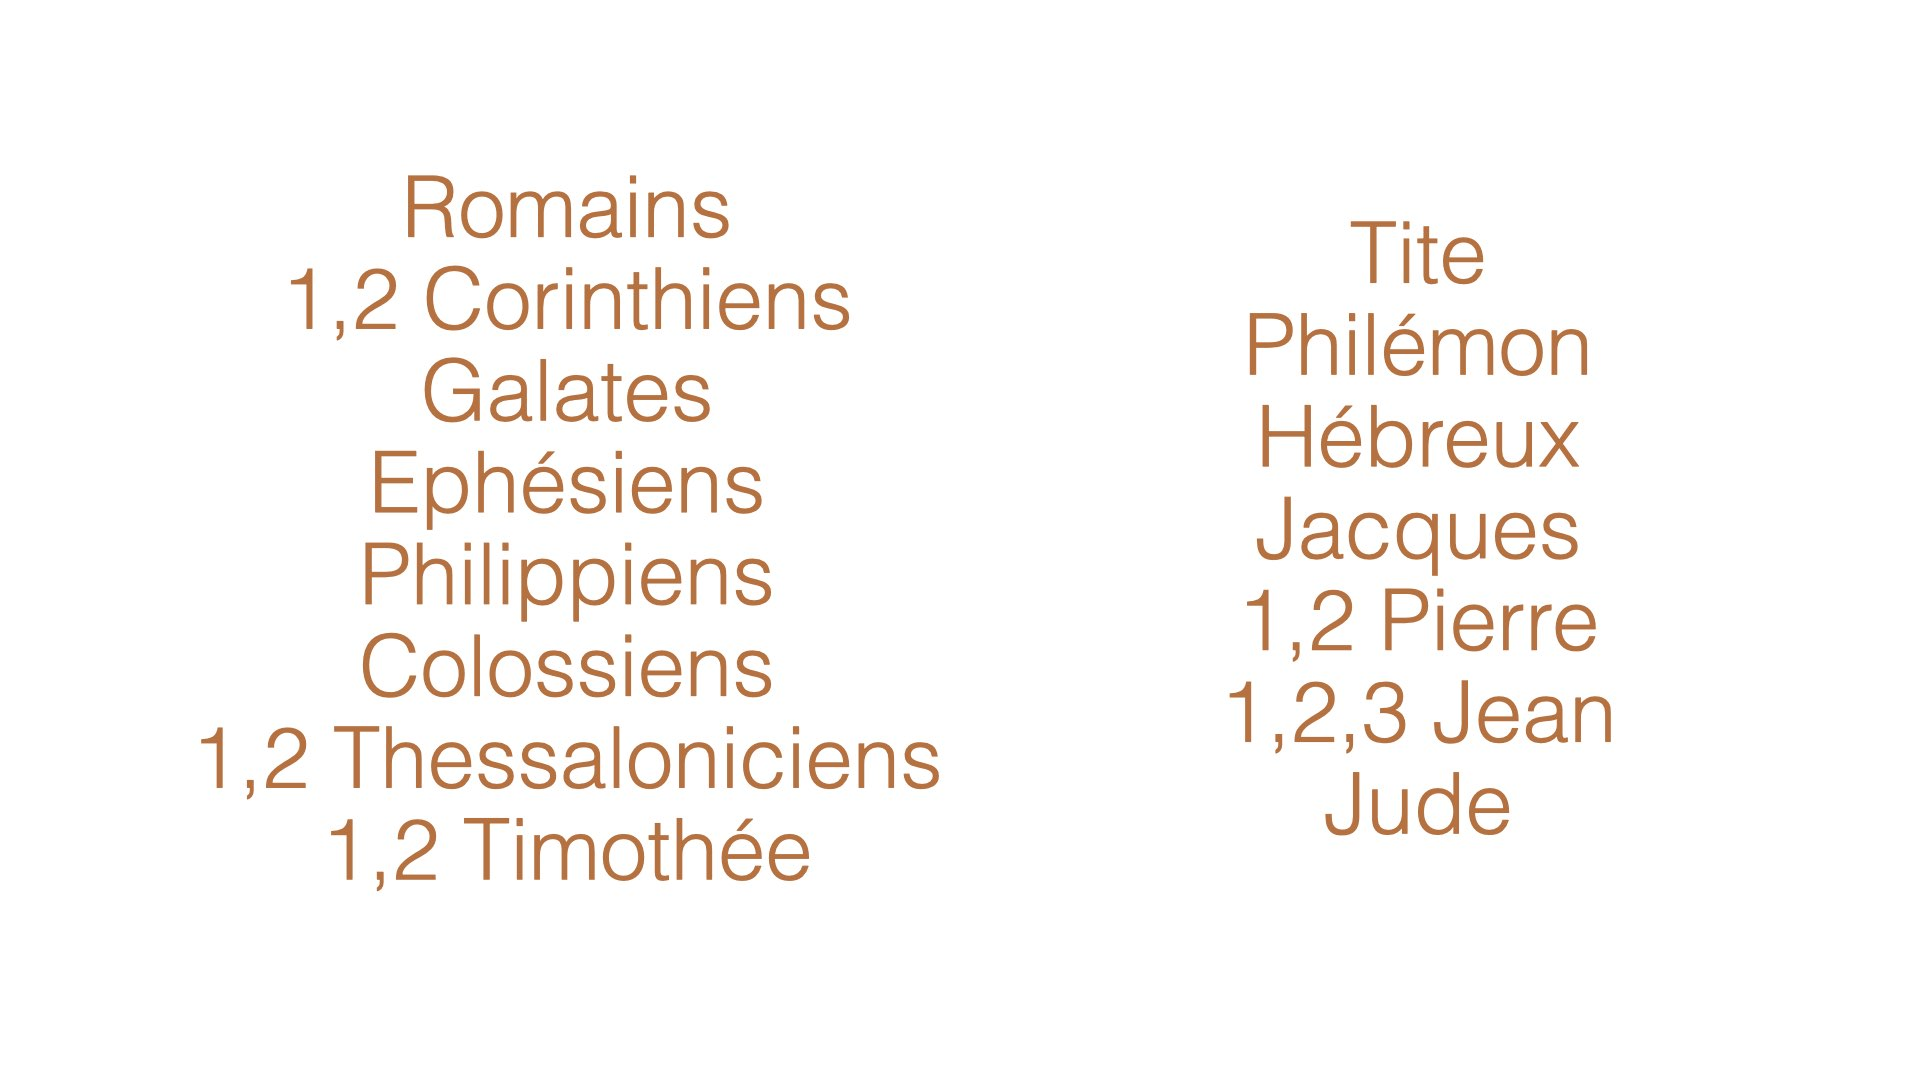 Romains
1,2 Corinthiens
Galates
Ephésiens
Philippiens
Colossiens
1,2 Thessaloniciens
1,2 Timothée
Tite
Philémon
Hébreux
Jacques
1,2 Pierre
1,2,3 Jean
Jude